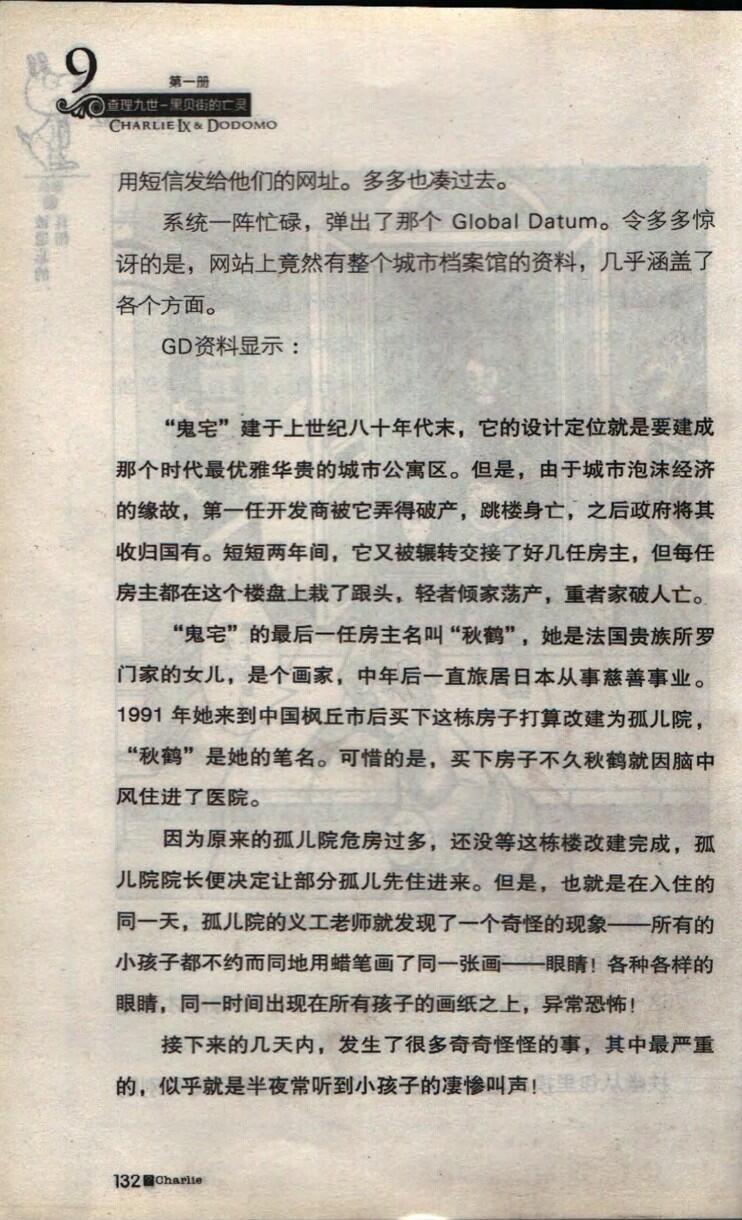 9
第一册
查理九世-黑贝街的亡灵
CHARLIE IX & DODOMO
用短信发给他们的网址。多多也凑过去。
系统一阵忙碌，弹出了那个 Global Datum。令多多惊
讶的是，网站上竟然有整个城市档案馆的资料，几乎涵盖了
各个方面。
GD资料显示：
“鬼宅”建于上世纪八十年代末，它的设计定位就是要建成
那个时代最优雅华贵的城市公寓区。但是，由于城市泡沫经济
的缘故，第一任开发商被它弄得破产，跳楼身亡，之后政府将其
收归国有。短短两年间，它又被辗转交接了好几任房主，但每任
房主都在这个楼盘上栽了跟头，轻者倾家荡产，重者家破人亡。
“鬼宅”的最后一任房主名叫“秋鹤”，她是法国贵族所罗
门家的女儿，是个画家，中年后一直旅居日本从事慈善事业。
1991 年她来到中国枫丘市后买下这栋房子打算改建为孤儿院，
“秋鹤”是她的笔名。可惜的是，买下房子不久秋鹤就因脑中
风住进了医院。
因为原来的孤儿院危房过多，还没等这栋楼改建完成，孤
儿院院长便决定让部分孤儿先住进来。但是，也就是在入住的
同一天，孤儿院的义工老师就发现了一个奇怪的现象——所有的
小孩子都不约而同地用蜡笔画了同一张画——眼睛！各种各样的
眼睛，同一时间出现在所有孩子的画纸之上，异常恐怖！
接下来的几天内，发生了很多奇奇怪怪的事，其中最严重
的，似乎就是半夜常听到小孩子的凄惨叫声！
132 Charlie